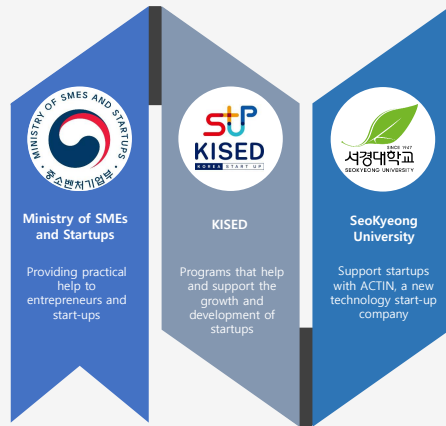 MINISTRY OF SMES AND STARTUPS
중소벤처기업부
Ministry of SMEs
and Startups
Providing practical
help to
entrepreneurs and
start-ups
StUP
KISED
KOREA START UP
KISED
Programs that help
and support the
growth and
development of
startups
SINCE 1947
서경대학교
SEOKYEONG UNIVERSITY
SeoKyeong
University
Support startups
with ACTIN, a new
technology start-up
company